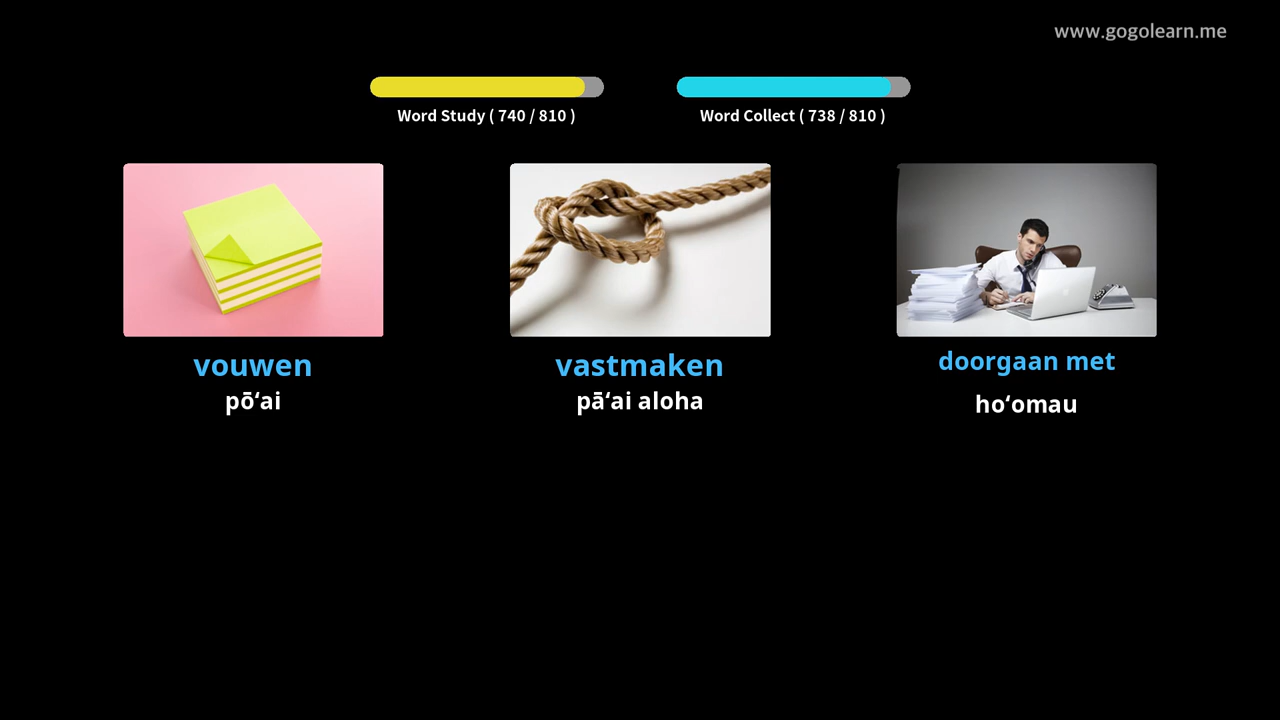 www.gogolearn.me
Word Study ( 740 / 810 )
Word Collect ( 738 / 810 )
vouwen
pōʻai
vastmaken
pāʻai aloha
doorgaan met
hoʻomau